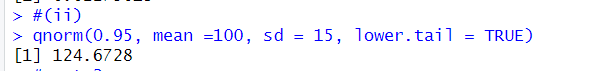 > #(ii)
> qnorm(0.95, mean =100, sd = 15, lower.tail = TRUE)
[1] 124.6728